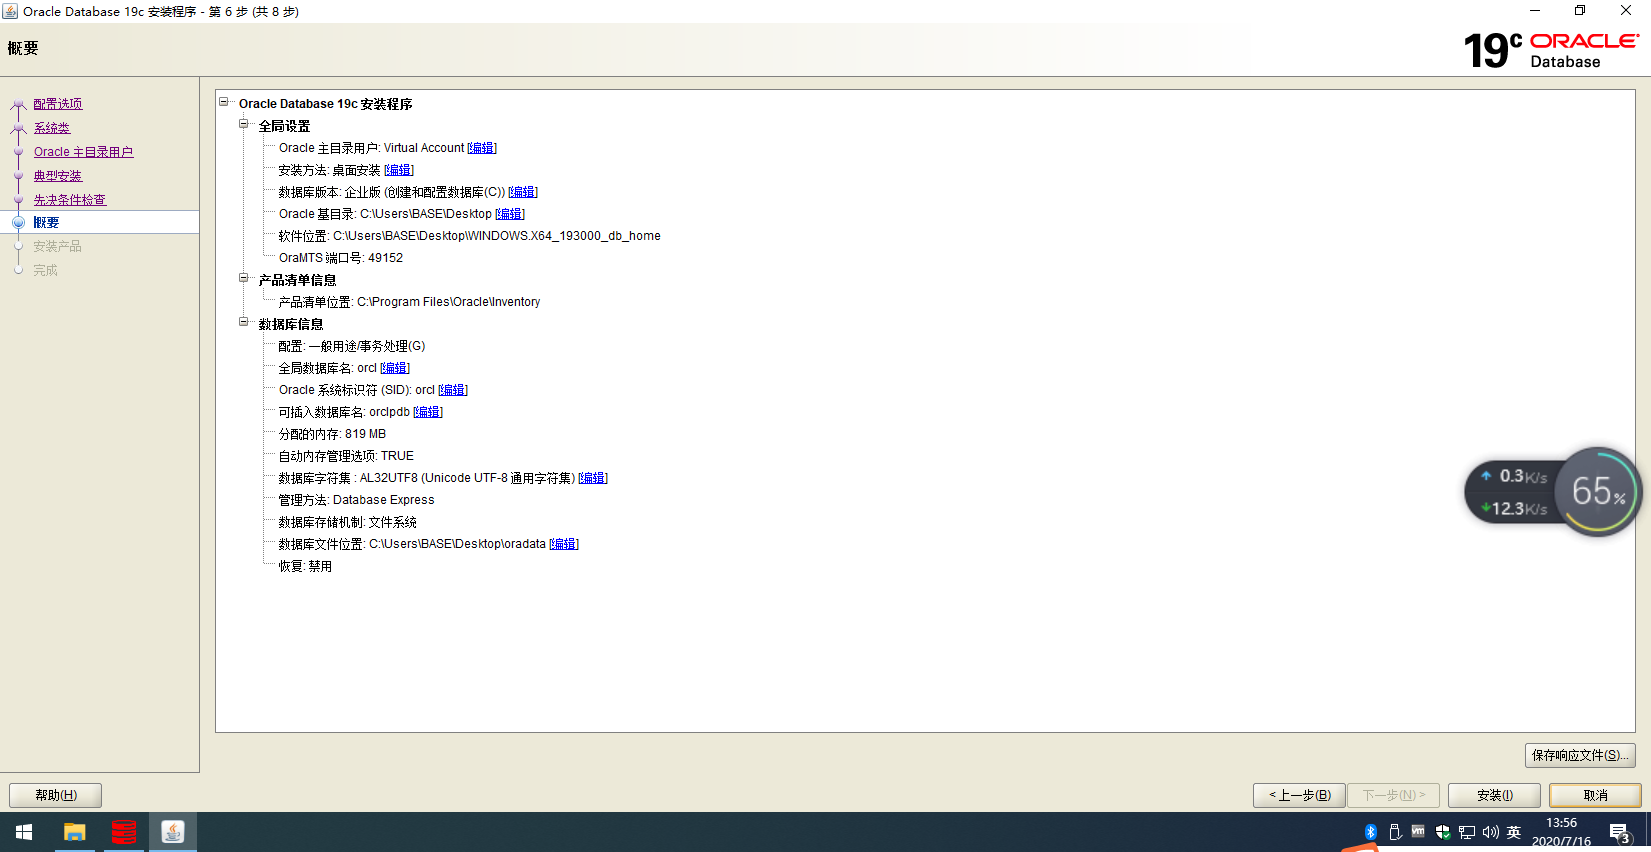 Oracle Database 19c 安装程序 - 第 6 步 (共 8 步)
概要
19c ORACLE
Database
配置选项
系统类
Oracle 主目录用户
典型安装
先决条件检查
概要
安装产品
完成
Oracle Database 19c 安装程序
全局设置
Oracle 主目录用户: Virtual Account [编辑]
安装方法: 桌面安装 [编辑]
数据库版本: 企业版 (创建和配置数据库(C)) [编辑]
Oracle 基目录: C:\Users\BASE\Desktop [编辑]
软件位置: C:\Users\BASE\Desktop\WINDOWS.X64_193000_db_home
OraMTS 端口号: 49152
产品清单信息
产品清单位置: C:\Program Files\Oracle\Inventory
数据库信息
配置: 一般用途/事务处理(G)
全局数据库名: orcl [编辑]
Oracle 系统标识符 (SID): orcl [编辑]
可插入数据库名: orclpdb [编辑]
分配的内存: 819 MB
自动内存管理选项: TRUE
数据库字符集 : AL32UTF8 (Unicode UTF-8 通用字符集) [编辑]
管理方法: Database Express
数据库存储机制: 文件系统
数据库文件位置: C:\Users\BASE\Desktop\oradata [编辑]
恢复: 禁用
0.3K/s
12.3K/s
65%
保存响应文件(S)...
帮助(H)
< 上一步(B)
下一步(N) >
安装(I)
取消
vm
英
13:56
2020/7/16
3